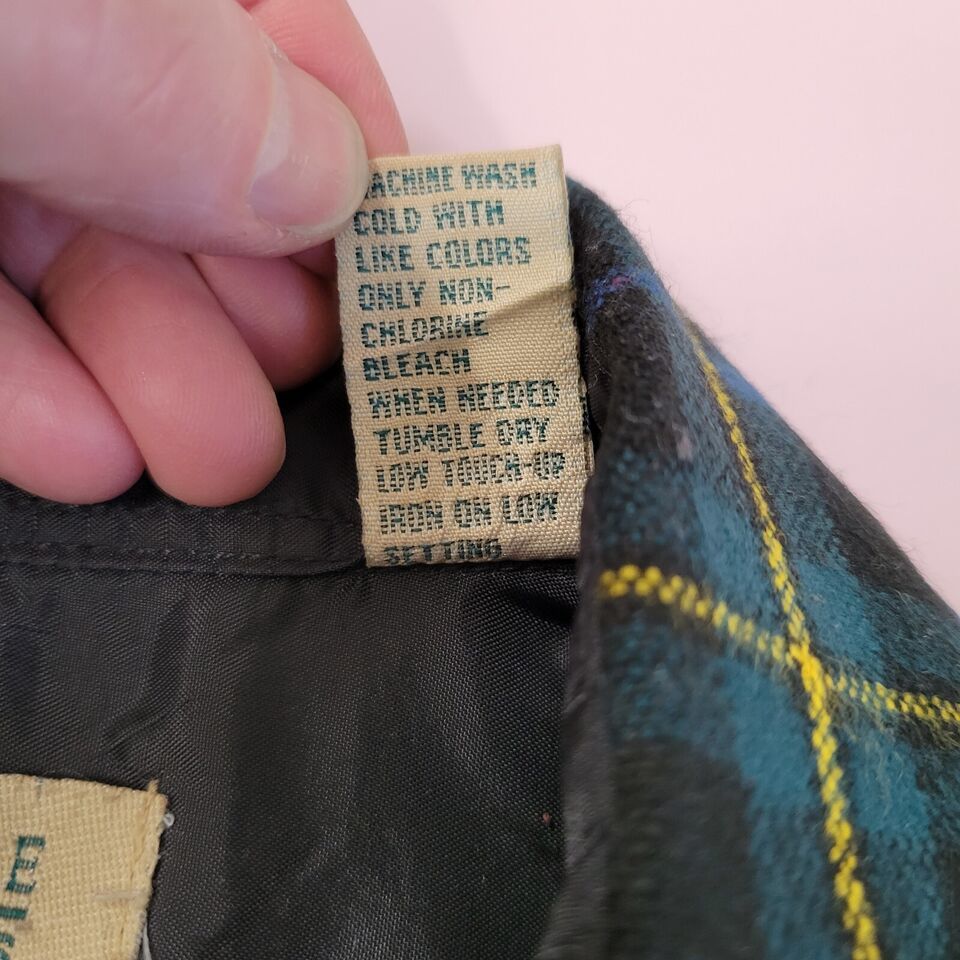 MACHINE WASH
COLD WITH
LIKE COLORS
ONLY NON-
CHLORINE
BLEACH
WHEN NEEDED
TUMBLE DRY
LOW TOUCH-UP
IRON ON LOW
SETTING